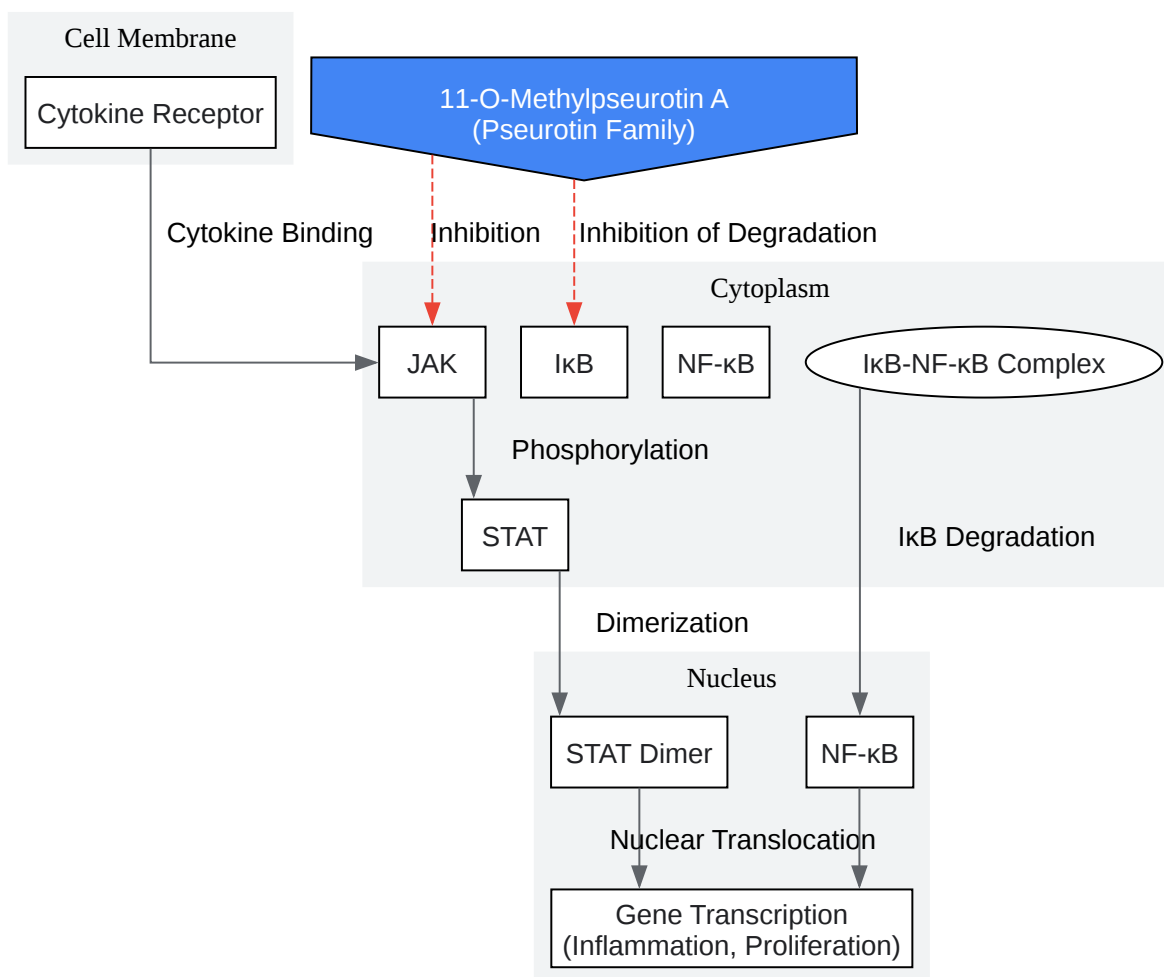 Cell Membrane
Cytokine Receptor
11-O-Methylpseurotin A
(Pseurotin Family)
Cytokine Binding
Inhibition
Inhibition of Degradation
Cytoplasm
JAK
IκB
NF-κB
IκB-NF-κB Complex
Phosphorylation
STAT
IκB Degradation
Dimerization
Nucleus
STAT Dimer
NF-κB
Nuclear Translocation
Gene Transcription
(Inflammation, Proliferation)